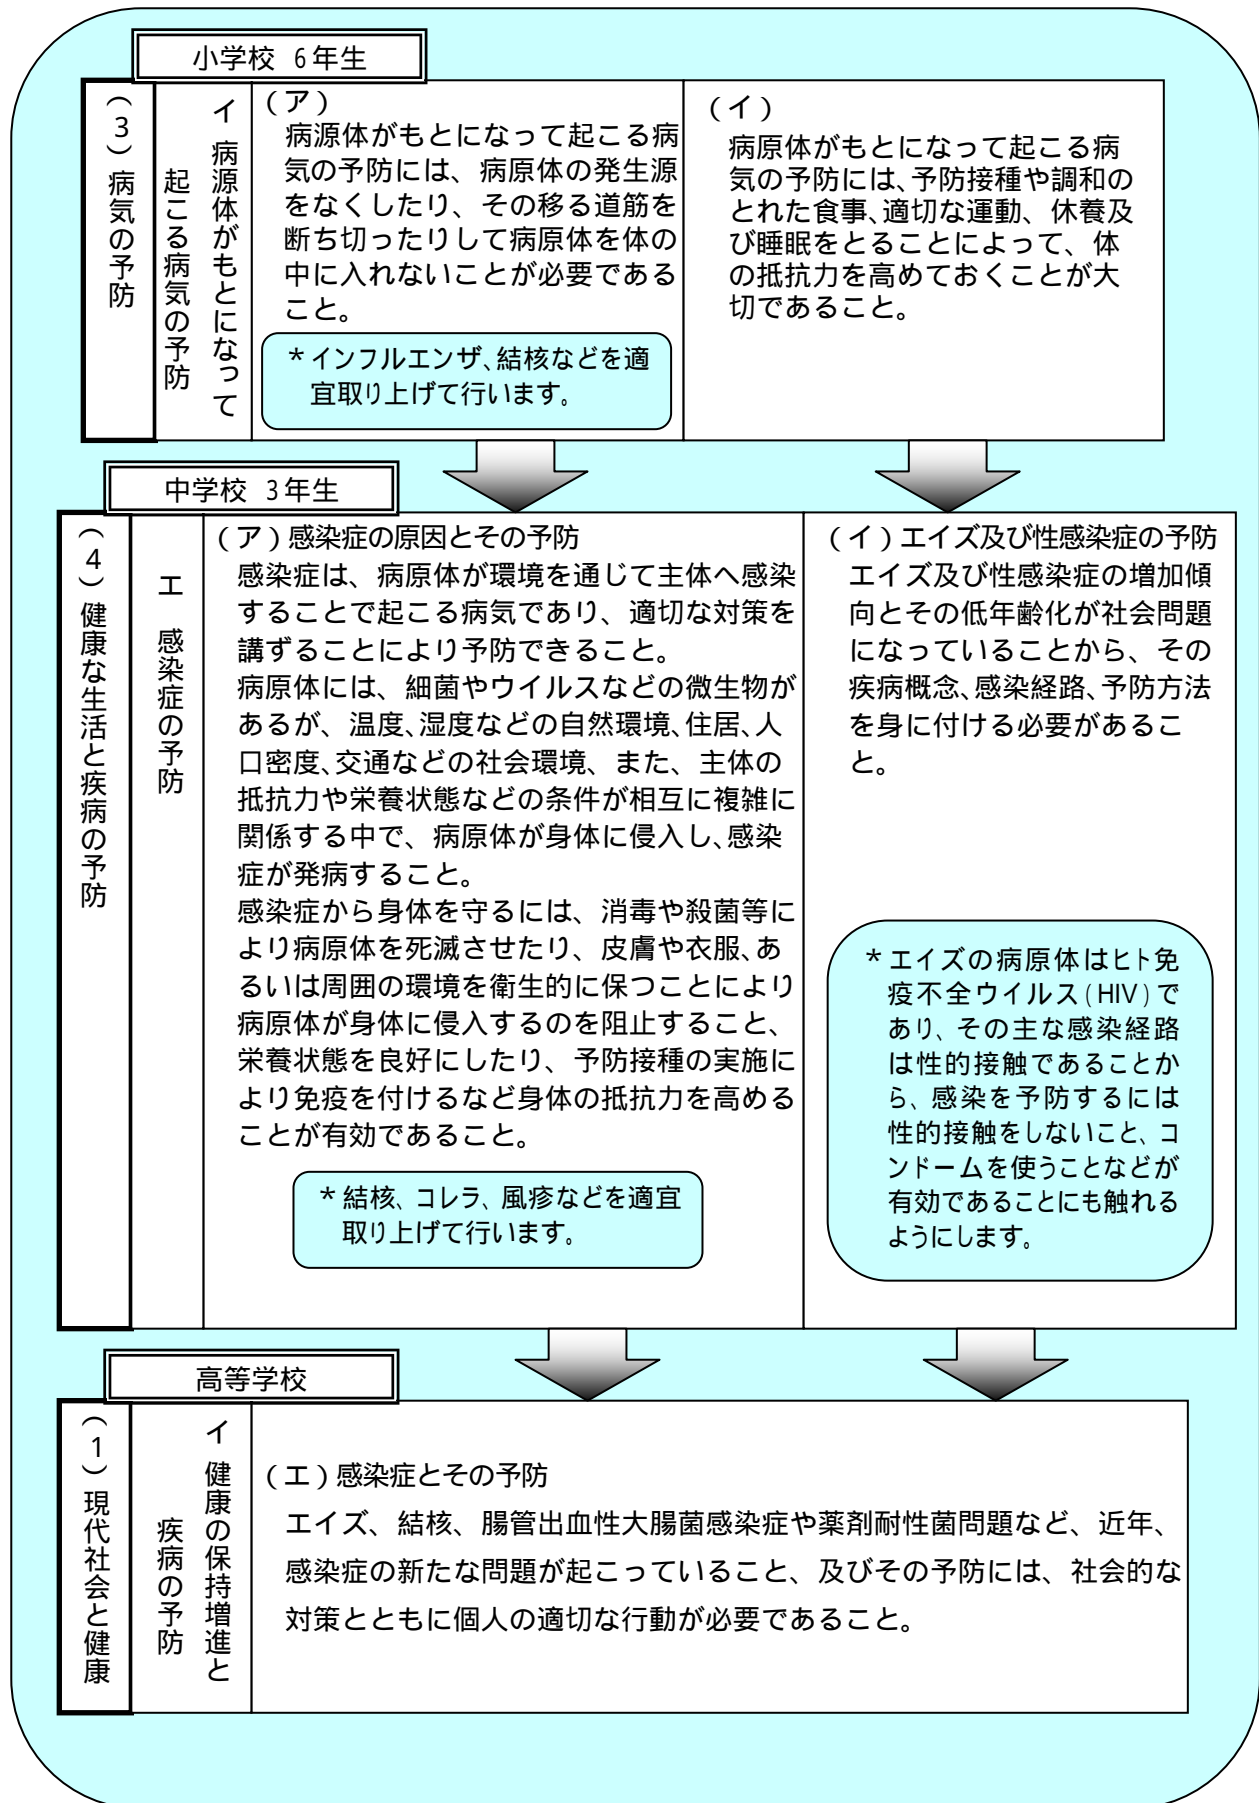 小学校 6年生
(3)病気の予防
イ 病源体がもとになって
起こる病気の予防
(ア)
病源体がもとになって起こる病
気の予防には、病原体の発生源
をなくしたり、その移る道筋を
断ち切ったりして病原体を体の
中に入れないことが必要である
こと。
*インフルエンザ、結核などを適
宜取り上げて行います。
(イ)
病原体がもとになって起こる病
気の予防には、予防接種や調和の
とれた食事、適切な運動、休養及
び睡眠をとることによって、体
の抵抗力を高めておくことが大
切であること。
中学校 3年生
(4)健康な生活と疾病の予防
エ 感染症の予防
(ア)感染症の原因とその予防
感染症は、病原体が環境を通じて主体へ感染
することで起こる病気であり、適切な対策を
講ずることにより予防できること。
病原体には、細菌やウイルスなどの微生物が
あるが、温度、湿度などの自然環境、住居、人
口密度、交通などの社会環境、また、主体の
抵抗力や栄養状態などの条件が相互に複雑に
関係する中で、病原体が身体に侵入し、感染
症が発病すること。
感染症から身体を守るには、消毒や殺菌等に
より病原体を死滅させたり、皮膚や衣服、あ
るいは周囲の環境を衛生的に保つことにより
病原体が身体に侵入するのを阻止すること、
栄養状態を良好にしたり、予防接種の実施に
より免疫を付けるなど身体の抵抗力を高める
ことが有効であること。
*結核、コレラ、風疹などを適宜
取り上げて行います。
(イ)エイズ及び性感染症の予防
エイズ及び性感染症の増加傾
向とその低年齢化が社会問題
になっていることから、その
疾病概念、感染経路、予防方法
を身に付ける必要があるこ
と。
*エイズの病原体はヒト免
疫不全ウイルス(HIV)で
あり、その主な感染経路
は性的接触であることか
ら、感染を予防するには
性的接触をしないこと、コ
ンドームを使うことなどが
有効であることにも触れる
ようにします。
高等学校
(1)現代社会と健康
イ 健康の保持増進と
疾病の予防
(エ)感染症とその予防
エイズ、結核、腸管出血性大腸菌感染症や薬剤耐性菌問題など、近年、
感染症の新たな問題が起こっていること、及びその予防には、社会的な
対策とともに個人の適切な行動が必要であること。